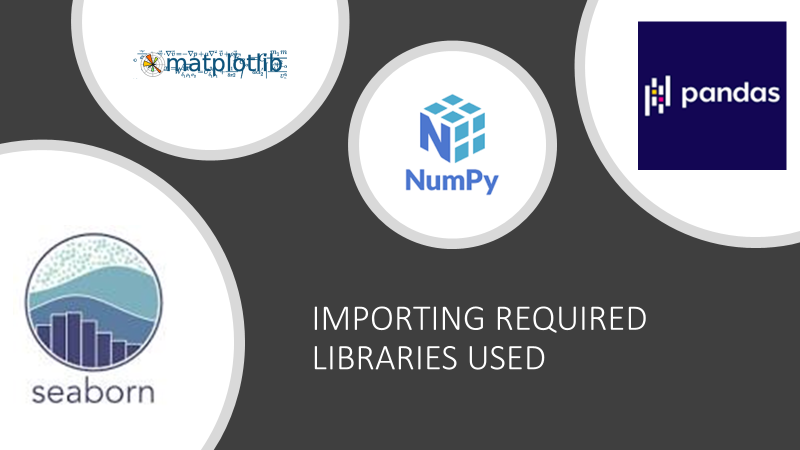 matplotlib
NumPy
pandas
seaborn
IMPORTING REQUIRED
LIBRARIES USED